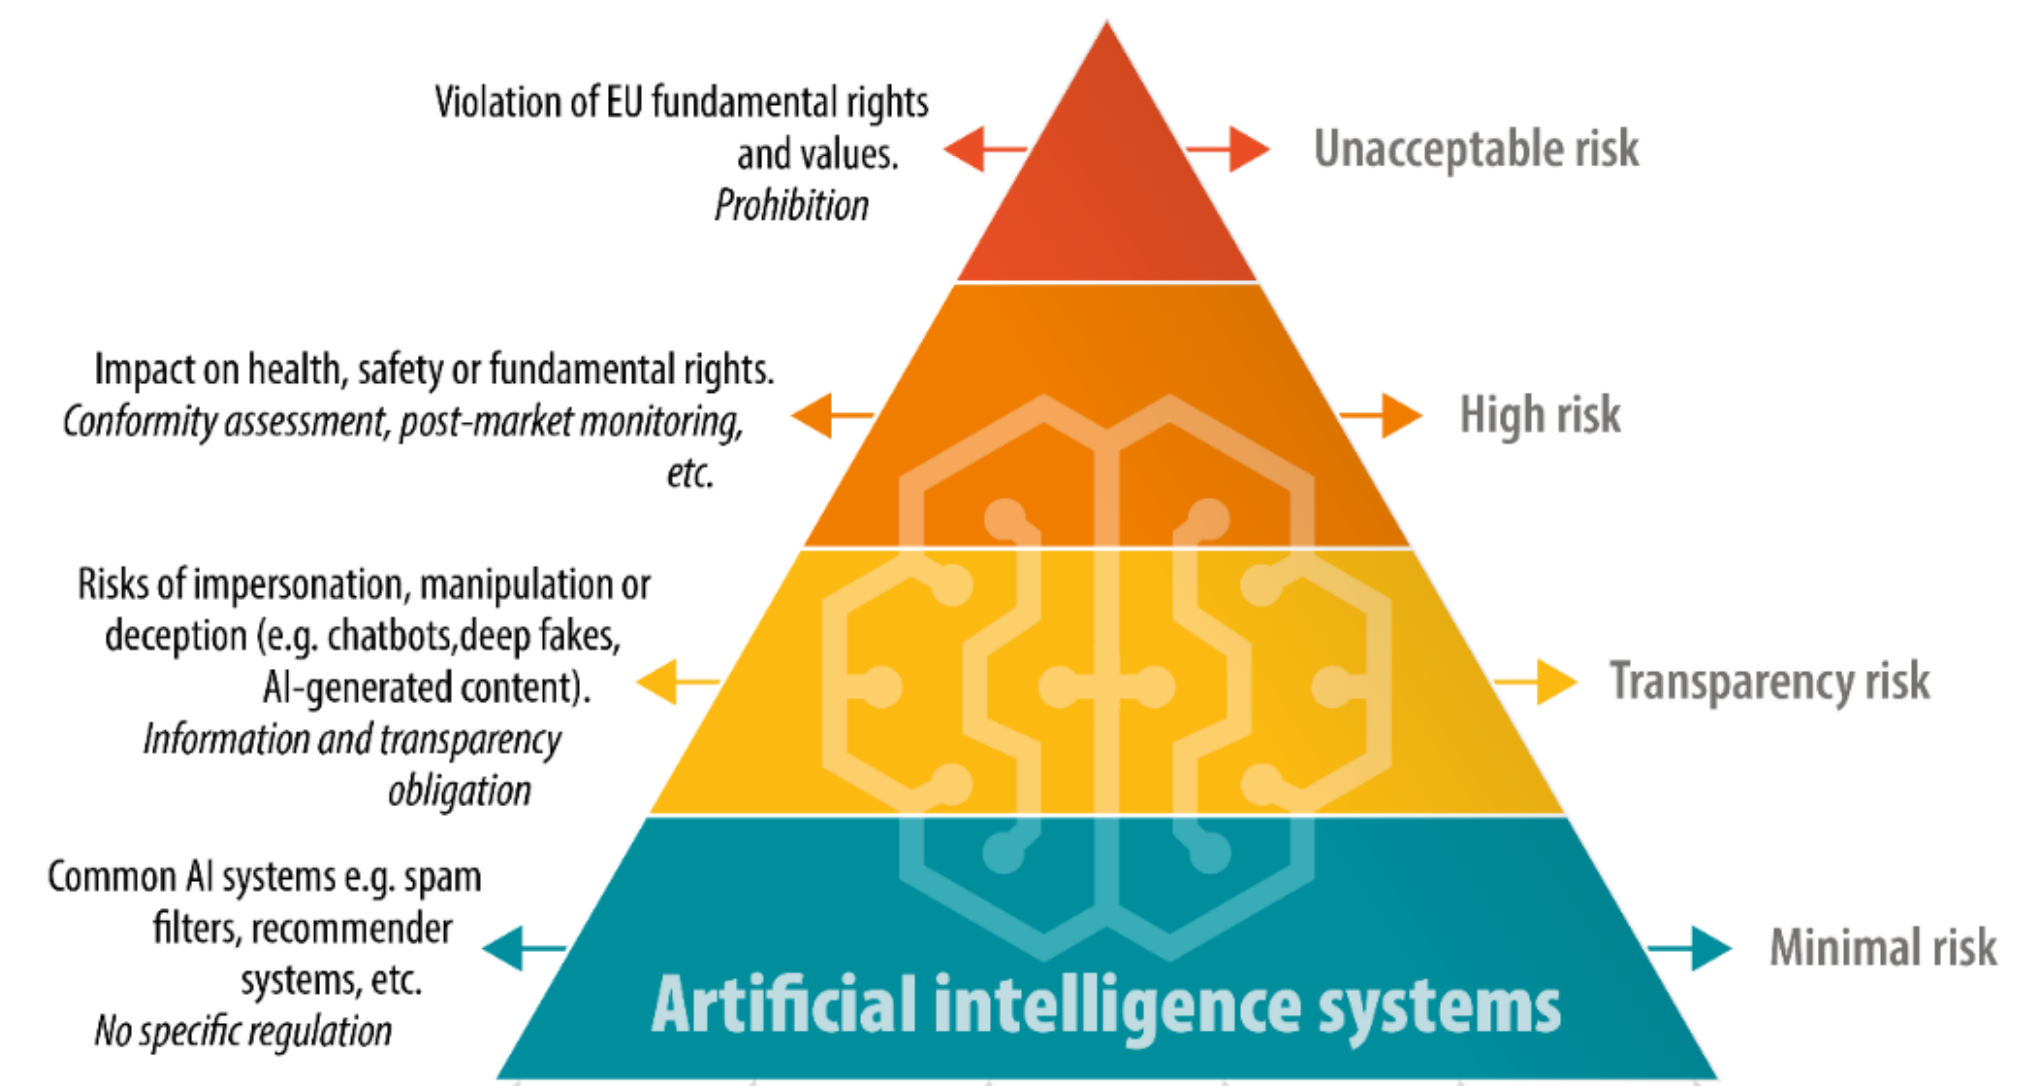 Violation of EU fundamental rights
and values.
Prohibition
Unacceptable risk
Impact on health, safety or fundamental rights.
Conformity assessment, post-market monitoring,
etc.
High risk
Risks of impersonation, manipulation or
deception (e.g. chatbots,deep fakes,
AI-generated content).
Information and transparency
obligation
Transparency risk
Common AI systems e.g. spam
filters, recommender
systems, etc.
No specific regulation
Minimal risk
Artificial intelligence systems